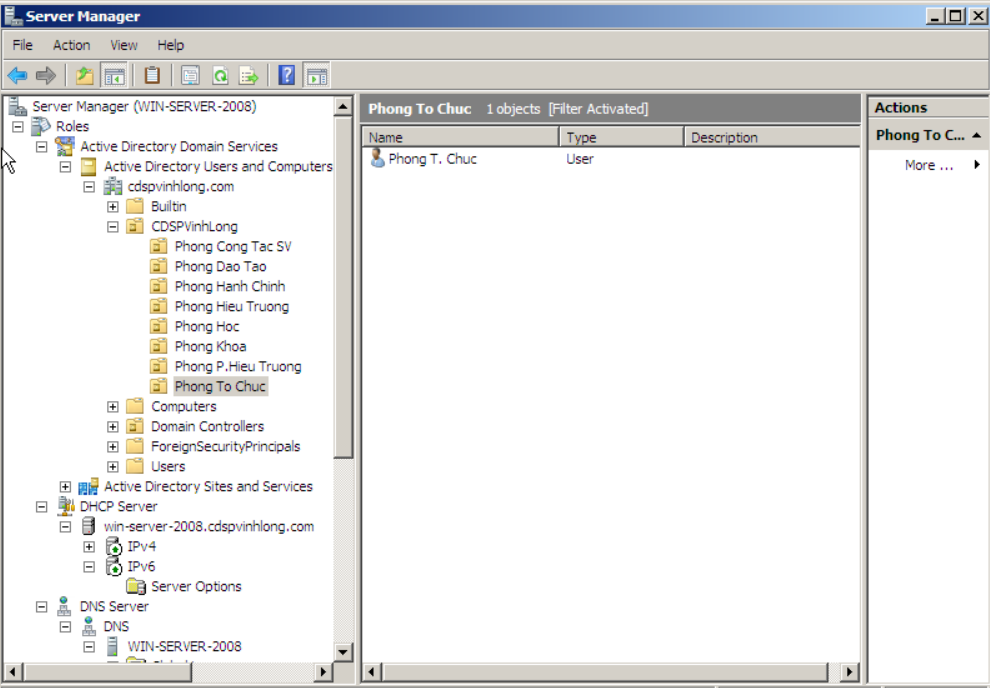 Server Manager
File Action View Help
Server Manager (WIN-SERVER-2008)
Roles
Active Directory Domain Services
Active Directory Users and Computers
cdspvinhlong.com
Builtin
CDSPVinhLong
Phong Cong Tac SV
Phong Dao Tao
Phong Hanh Chinh
Phong Hieu Truong
Phong Hoc
Phong Khoa
Phong P.Hieu Truong
Phong To Chuc
Computers
Domain Controllers
ForeignSecurityPrincipals
Users
Active Directory Sites and Services
DHCP Server
win-server-2008.cdspvinhlong.com
IPv4
IPv6
Server Options
DNS Server
DNS
WIN-SERVER-2008
Phong To Chuc 1 objects [Filter Activated]
Name Type Description
Phong T. Chuc User
Actions
Phong To C...
More ...